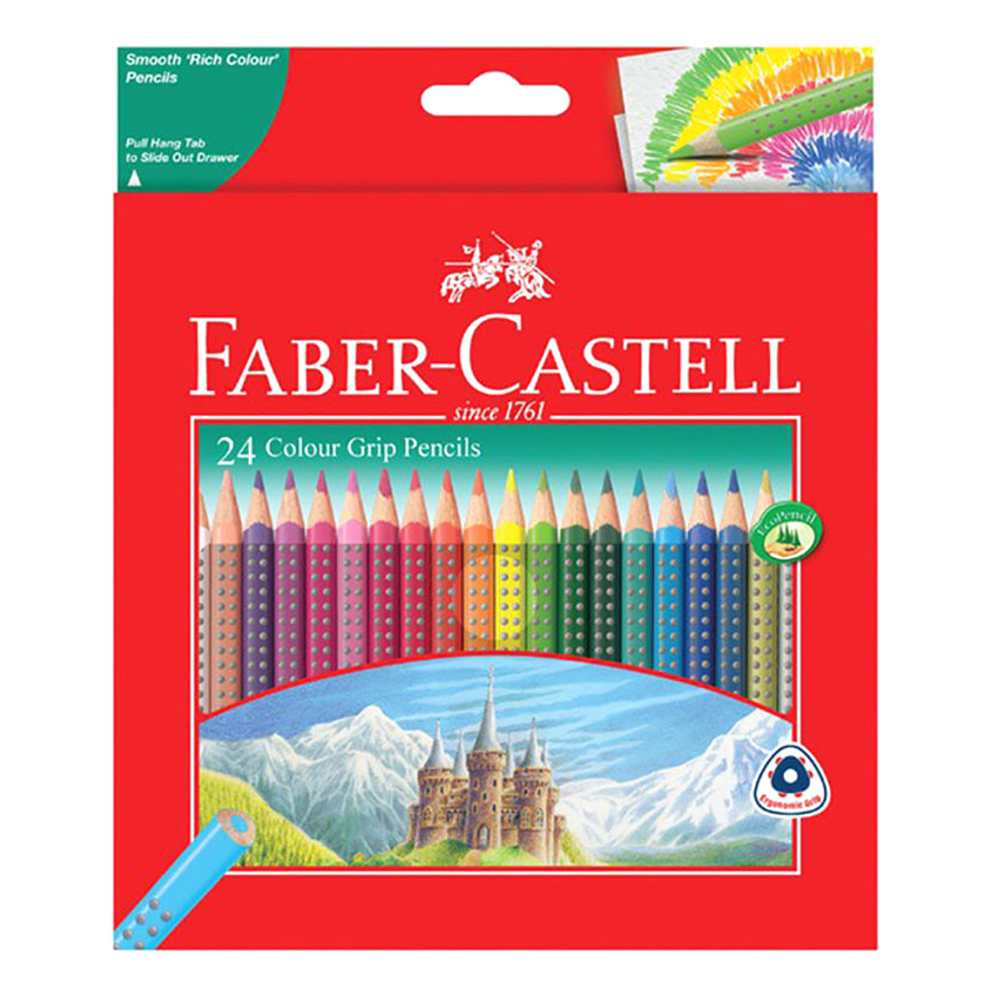 Smooth 'Rich Colour'
Pencils
Pull Hang Tab
to Slide Out Drawer
FABER-CASTELL
since 1761
24 Colour Grip Pencils
EcoPencil
Ergonomic Grip